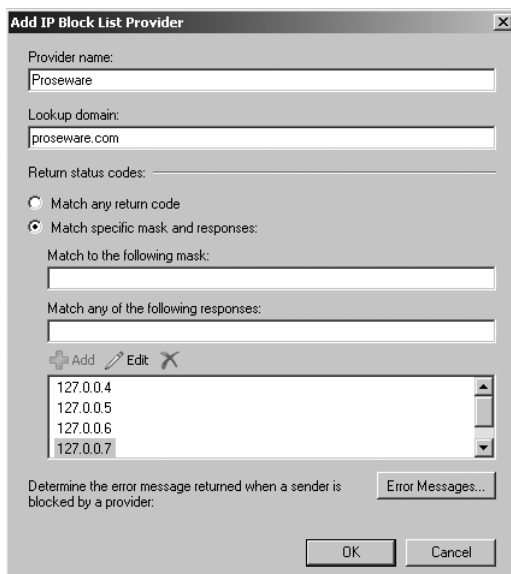 Add IP Block List Provider
Provider name:
Proseware
Lookup domain:
proseware.com
Return status codes:
Match any return code
Match specific mask and responses:
Match to the following mask:
Match any of the following responses:
Add Edit
127.0.0.4
127.0.0.5
127.0.0.6
127.0.0.7
Determine the error message returned when a sender is
blocked by a provider:
Error Messages...
OK Cancel